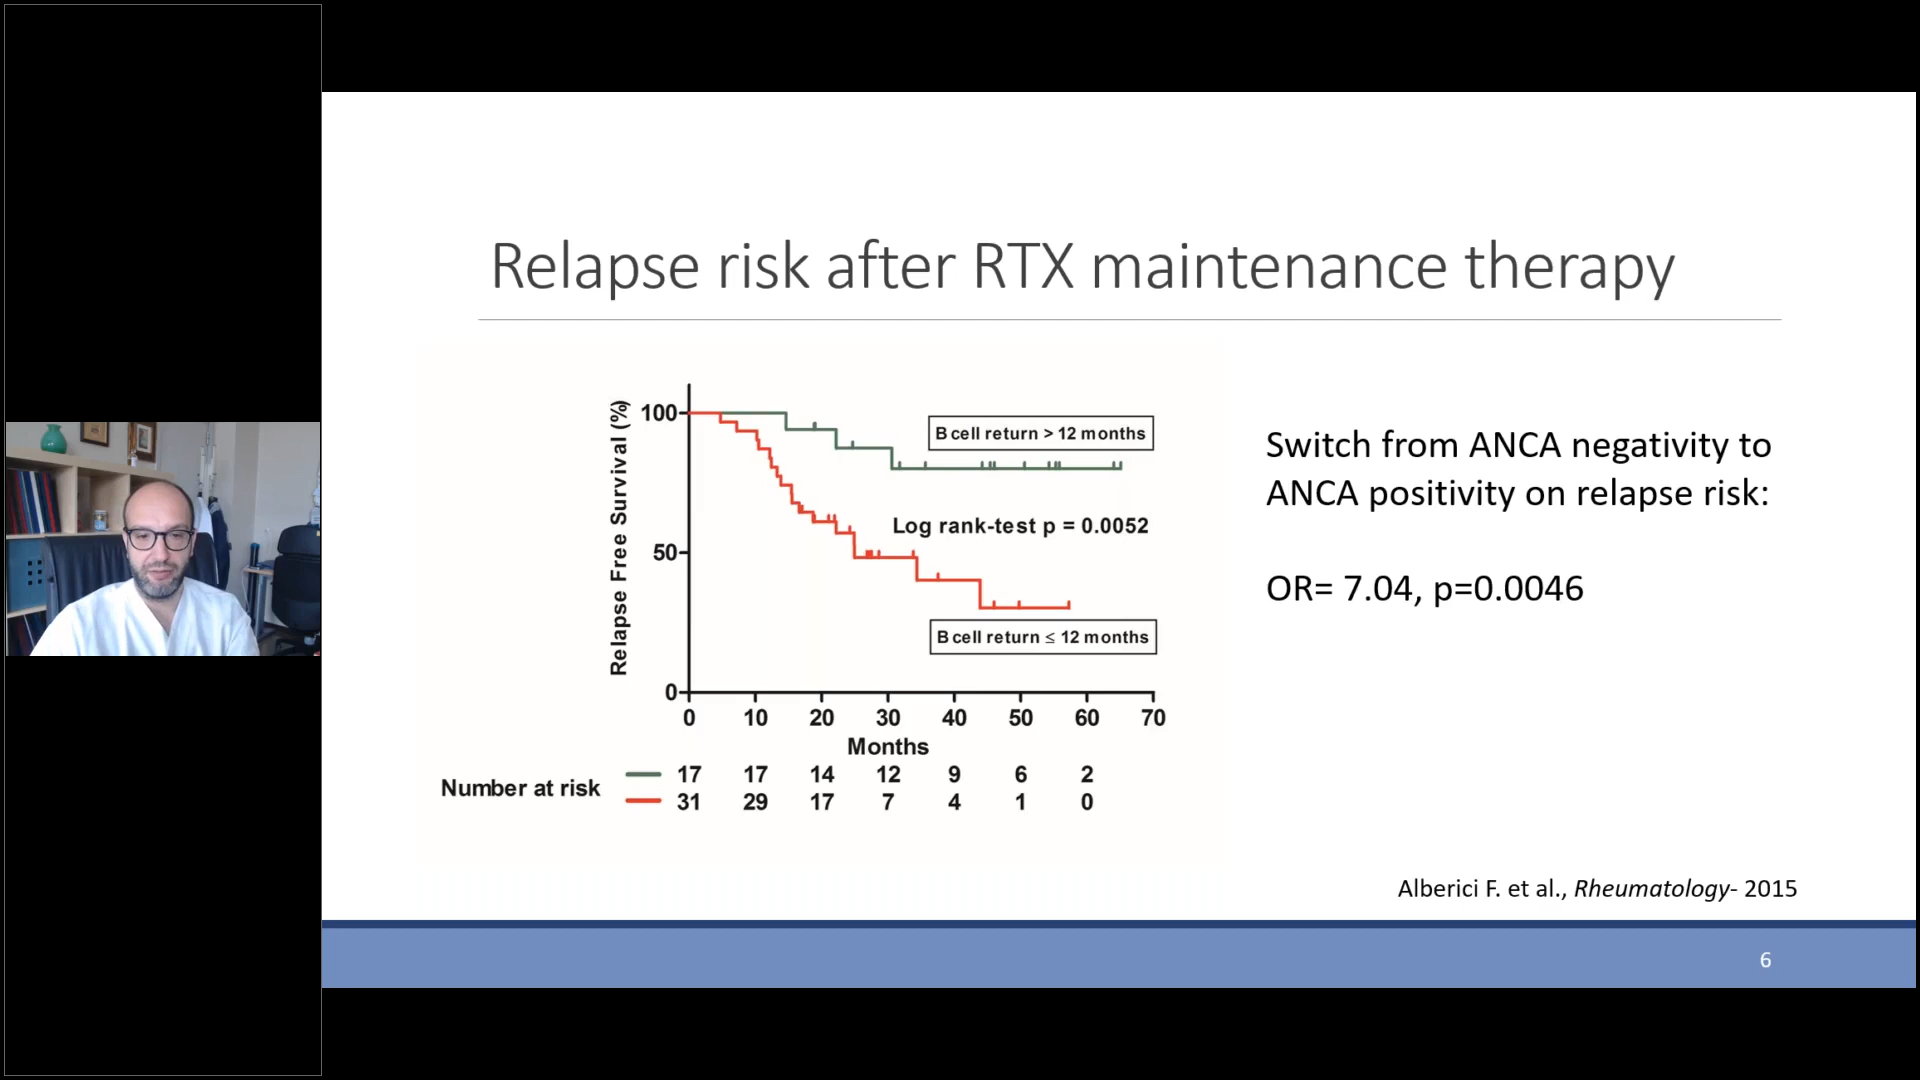 Relapse risk after RTX maintenance therapy
Relapse Free Survival (%)
100
50
0
B cell return > 12 months
Log rank-test p = 0.0052
B cell return ≤ 12 months
0 10 20 30 40 50 60 70
Months
Number at risk
17 17 14 12 9 6 2
31 29 17 7 4 1 0
Switch from ANCA negativity to
ANCA positivity on relapse risk:
OR= 7.04, p=0.0046
Alberici F. et al., Rheumatology- 2015
6